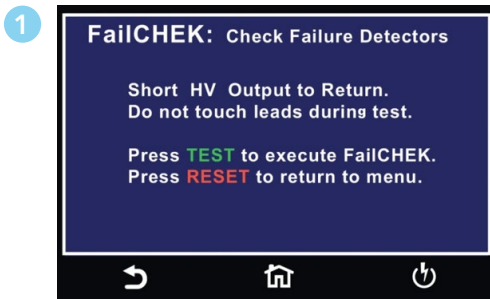 1
FailCHEK: Check Failure Detectors
Short HV Output to Return.
Do not touch leads during test.
Press TEST to execute FailCHEK.
Press RESET to return to menu.